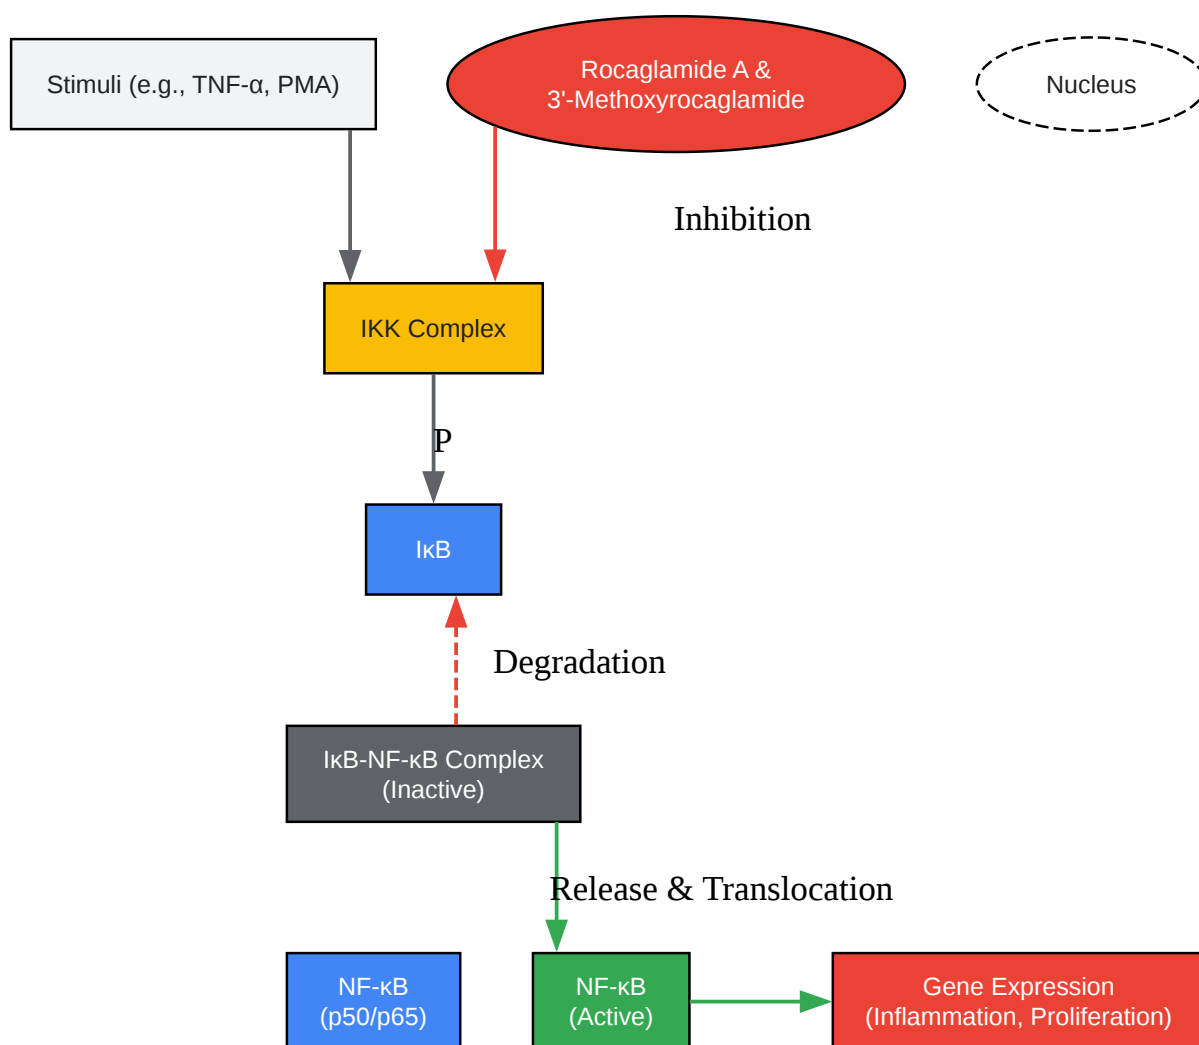 Stimuli (e.g., TNF-α, PMA)
Rocaglamide A &
3'-Methoxyrocaglamide
Nucleus
Inhibition
IKK Complex
P
IκB
Degradation
IκB-NF-κB Complex
(Inactive)
Release & Translocation
NF-κB
(p50/p65)
NF-κB
(Active)
Gene Expression
(Inflammation, Proliferation)